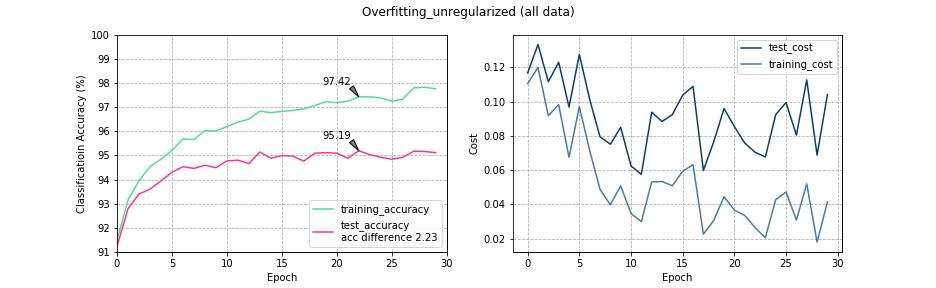 Overfitting_unregularized (all data)
100
99
98
97
96
95
94
93
92
91
Classificatioin Accuracy (%)
97.42
95.19
training_accuracy
test_accuracy
acc difference 2.23
0 5 10 15 20 25 30
Epoch
0.12
0.10
0.08
0.06
0.04
0.02
Cost
test_cost
training_cost
0 5 10 15 20 25 30
Epoch